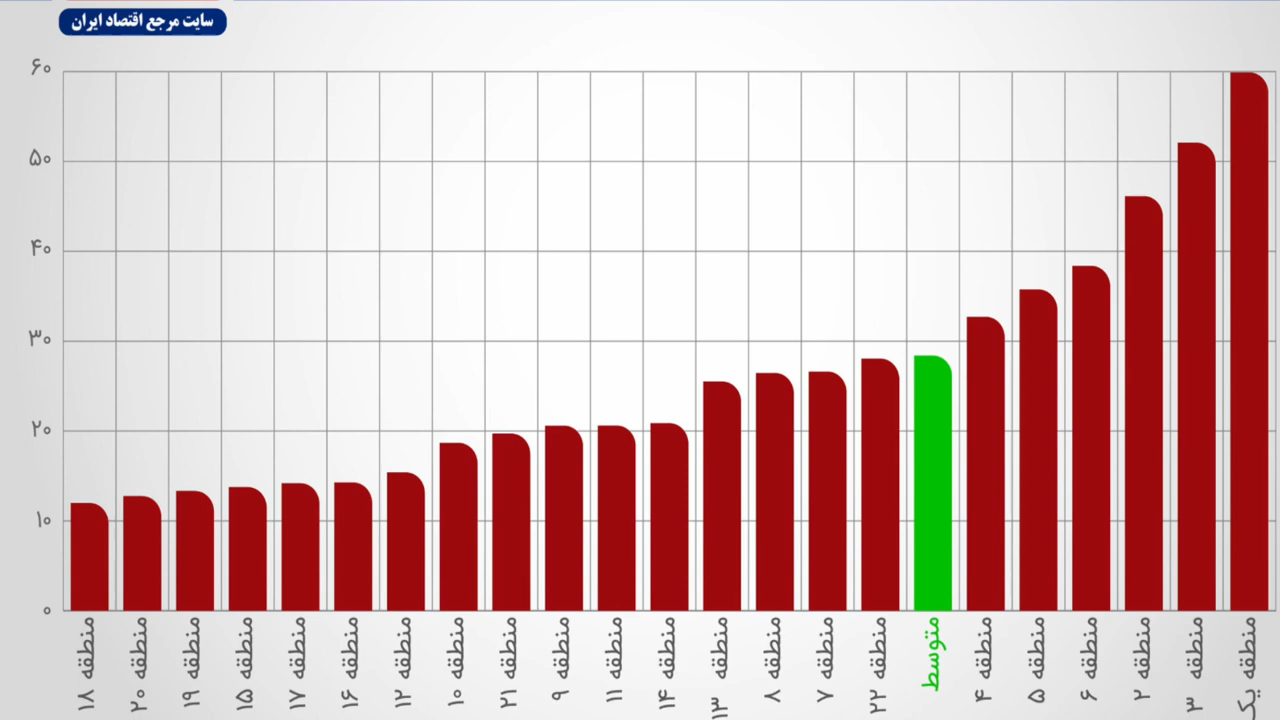 سایت مرجع اقتصاد ایران
۶۰
۵۰
۴۰
۳۰
۲۰
۱۰
۰
منطقه ۱۸
منطقه ۲۰
منطقه ۱۹
منطقه ۱۵
منطقه ۱۷
منطقه ۱۶
منطقه ۱۲
منطقه ۱۰
منطقه ۲۱
منطقه ۹
منطقه ۱۱
منطقه ۱۴
منطقه ۱۳
منطقه ۸
منطقه ۷
منطقه ۲۲
متوسط
منطقه ۴
منطقه ۵
منطقه ۶
منطقه ۲
منطقه ۳
منطقه یک